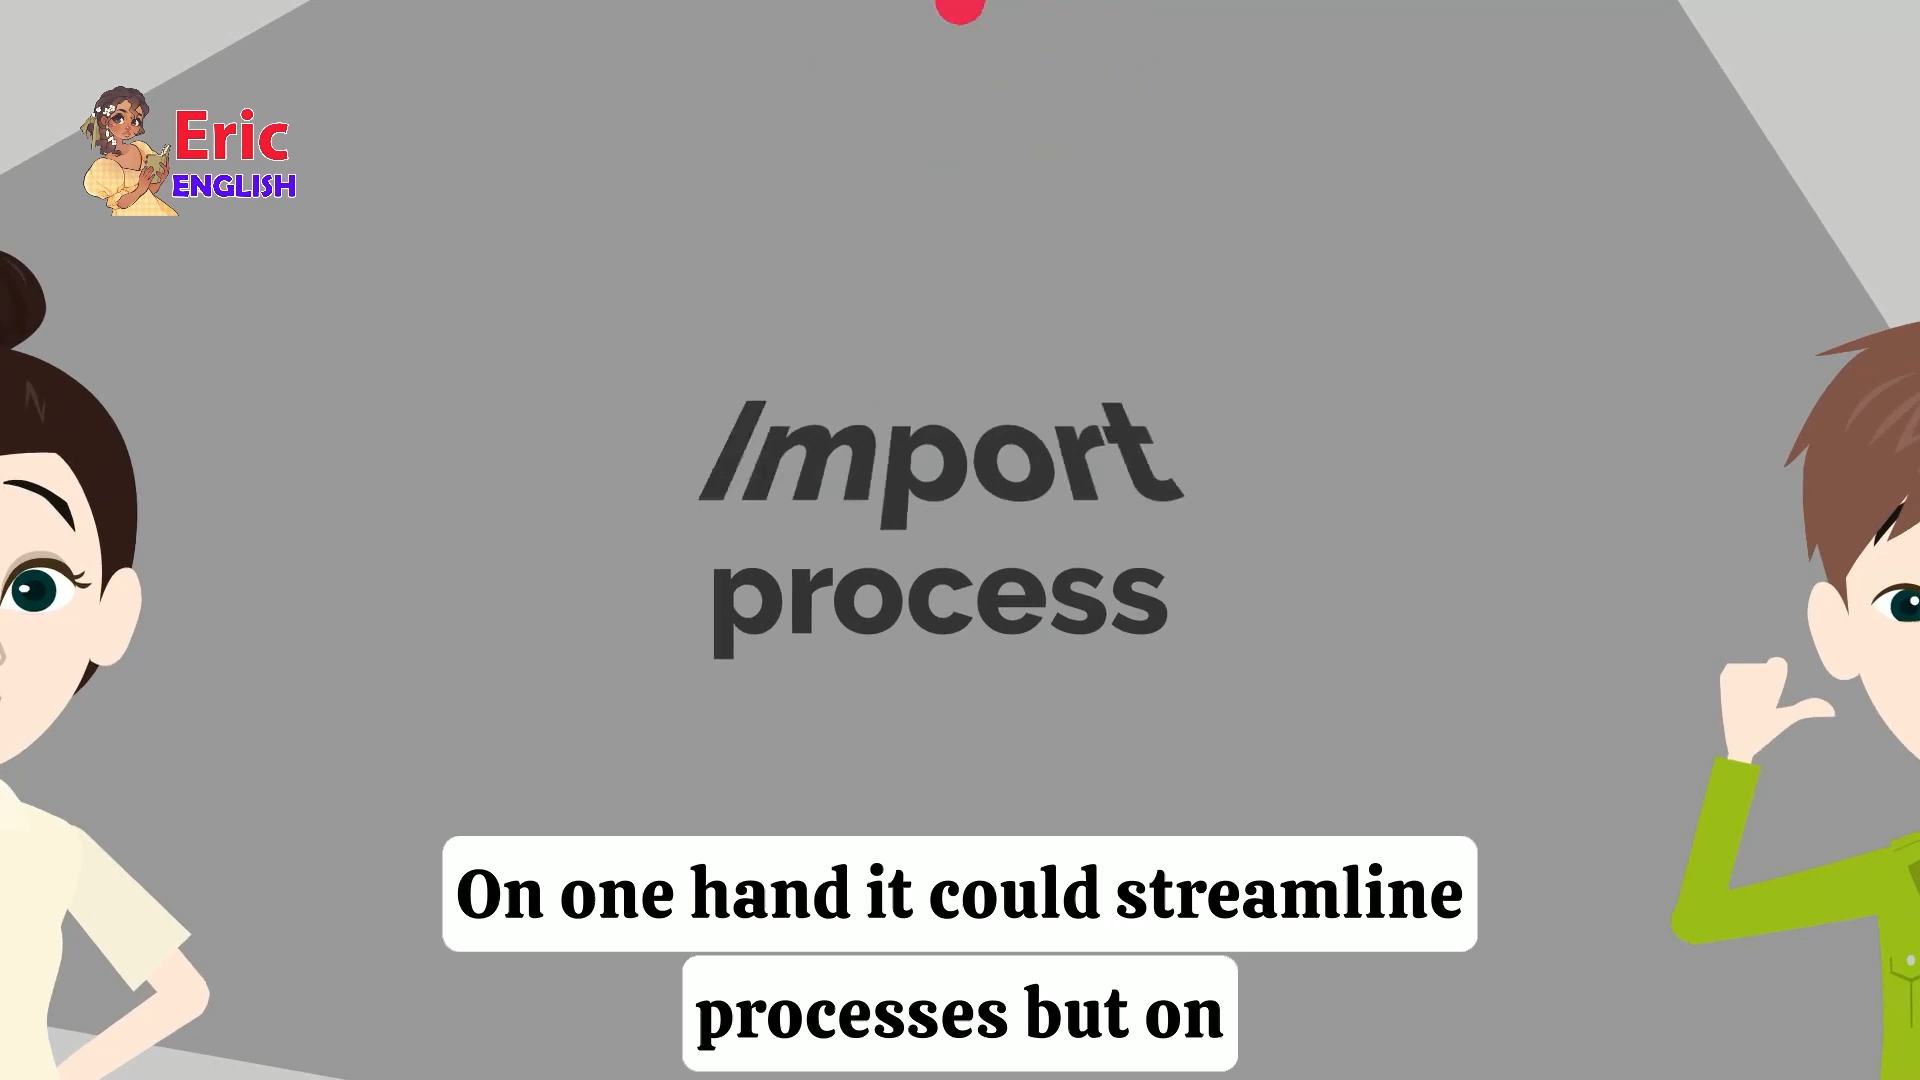 Eric
ENGLISH
Import
process
On one hand it could streamline
processes but on